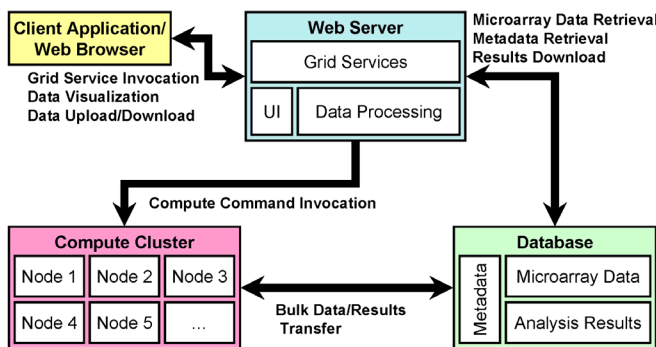 Client Application/
Web Browser
Grid Service Invocation
Data Visualization
Data Upload/Download
Web Server
Grid Services
UI
Data Processing
Microarray Data Retrieval
Metadata Retrieval
Results Download
Compute Command Invocation
Compute Cluster
Node 1
Node 2
Node 3
Node 4
Node 5
...
Bulk Data/Results
Transfer
Database
Metadata
Microarray Data
Analysis Results